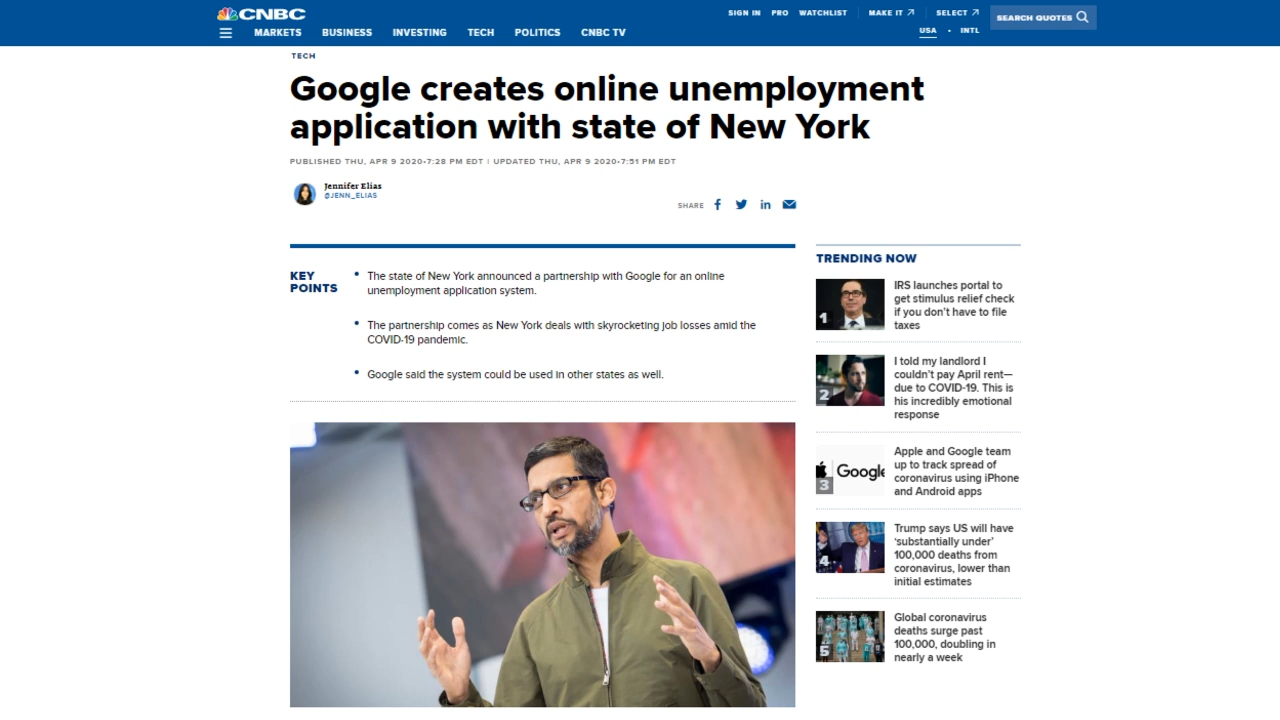 CNBC
SIGN IN PRO WATCHLIST MAKE IT SELECT
SEARCH QUOTES
MARKETS BUSINESS INVESTING TECH POLITICS CNBC TV
USA • INTL
TECH
Google creates online unemployment
application with state of New York
PUBLISHED THU, APR 9 2020•7:28 PM EDT | UPDATED THU, APR 9 2020•7:51 PM EDT
Jennifer Elias
@JENN_ELIAS
SHARE
KEY
POINTS
• The state of New York announced a partnership with Google for an online
unemployment application system.
• The partnership comes as New York deals with skyrocketing job losses amid the
COVID-19 pandemic.
• Google said the system could be used in other states as well.
TRENDING NOW
1
IRS launches portal to
get stimulus relief check
if you don't have to file
taxes
2
I told my landlord I
couldn't pay April rent—
due to COVID-19. This is
his incredibly emotional
response
Google
3
Apple and Google team
up to track spread of
coronavirus using iPhone
and Android apps
4
Trump says US will have
'substantially under'
100,000 deaths from
coronavirus, lower than
initial estimates
5
Global coronavirus
deaths surge past
100,000, doubling in
nearly a week